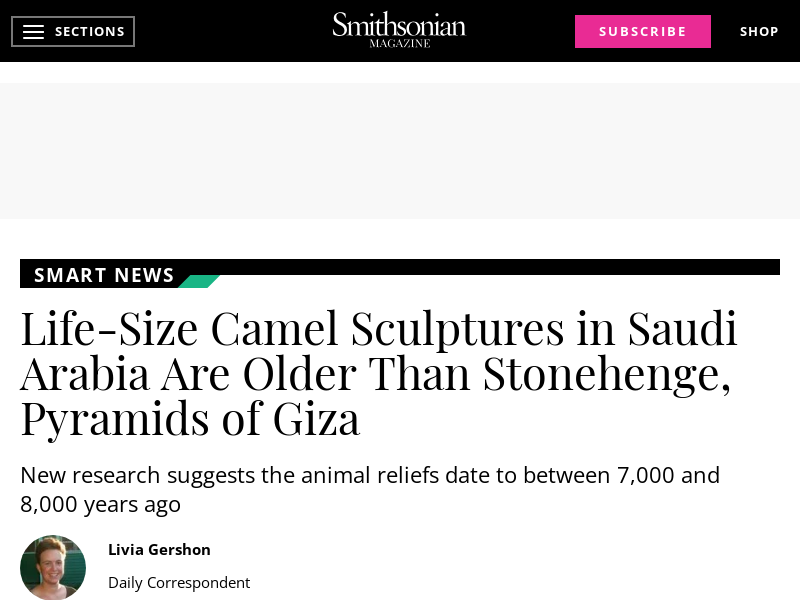 SECTIONS
Smithsonian
MAGAZINE
SUBSCRIBE
SHOP
SMART NEWS
Life-Size Camel Sculptures in Saudi
Arabia Are Older Than Stonehenge,
Pyramids of Giza
New research suggests the animal reliefs date to between 7,000 and
8,000 years ago
Livia Gershon
Daily Correspondent